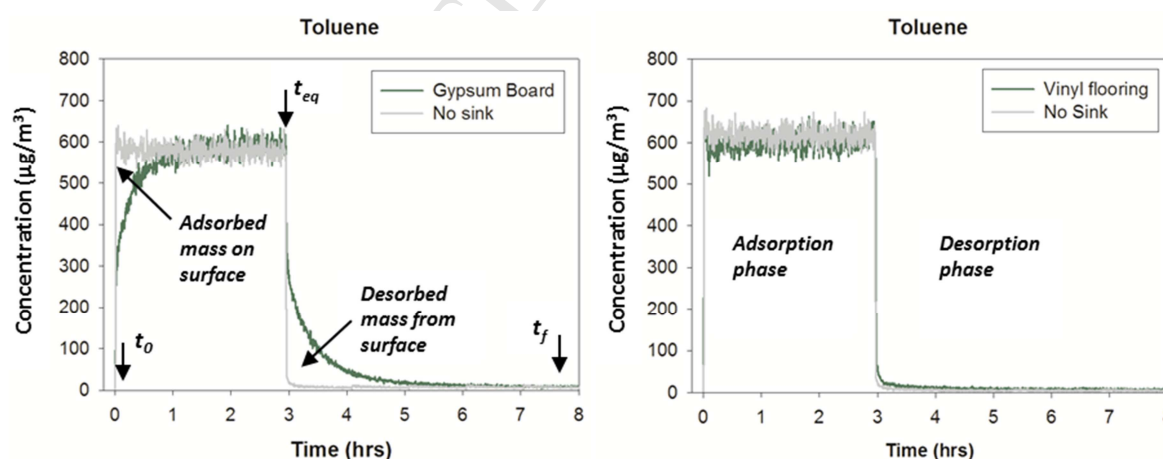 Toluene
800
700
600
500
400
300
200
100
0
Concentration (µg/m³)
Gypsum Board
No sink
t_eq
Adsorbed
mass on
surface
Desorbed
mass from
surface
t_0
t_f
0 1 2 3 4 5 6 7 8
Time (hrs)
Toluene
800
700
600
500
400
300
200
100
0
Concentration (µg/m³)
Vinyl flooring
No Sink
Adsorption
phase
Desorption
phase
0 1 2 3 4 5 6 7 8
Time (hrs)